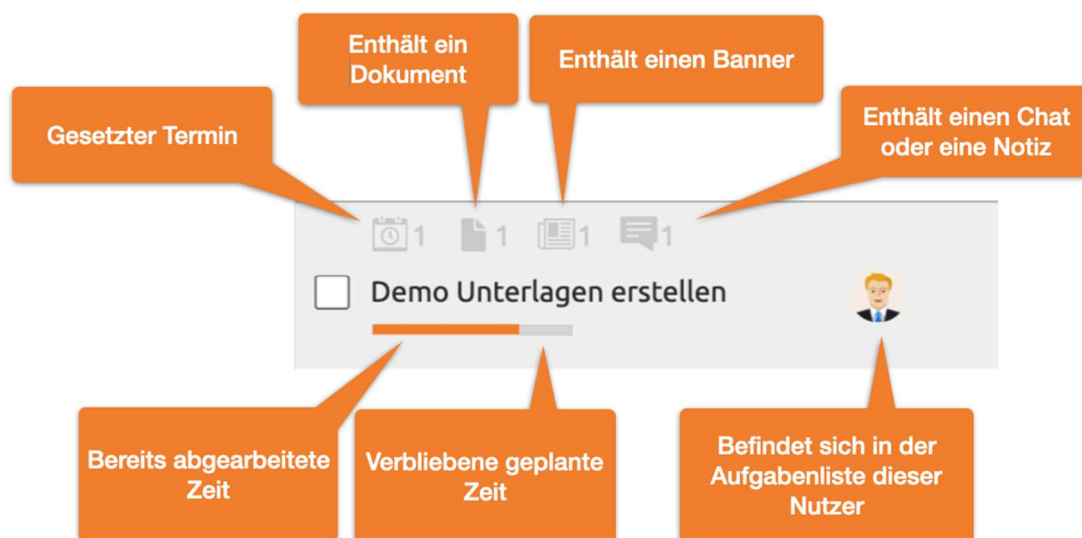 Enthält ein
Dokument
Enthält einen Banner
Gesetzter Termin
Enthält einen Chat
oder eine Notiz
1 1 1 1
Demo Unterlagen erstellen
Bereits abgearbeitete
Zeit
Verbliebene geplante
Zeit
Befindet sich in der
Aufgabenliste dieser
Nutzer